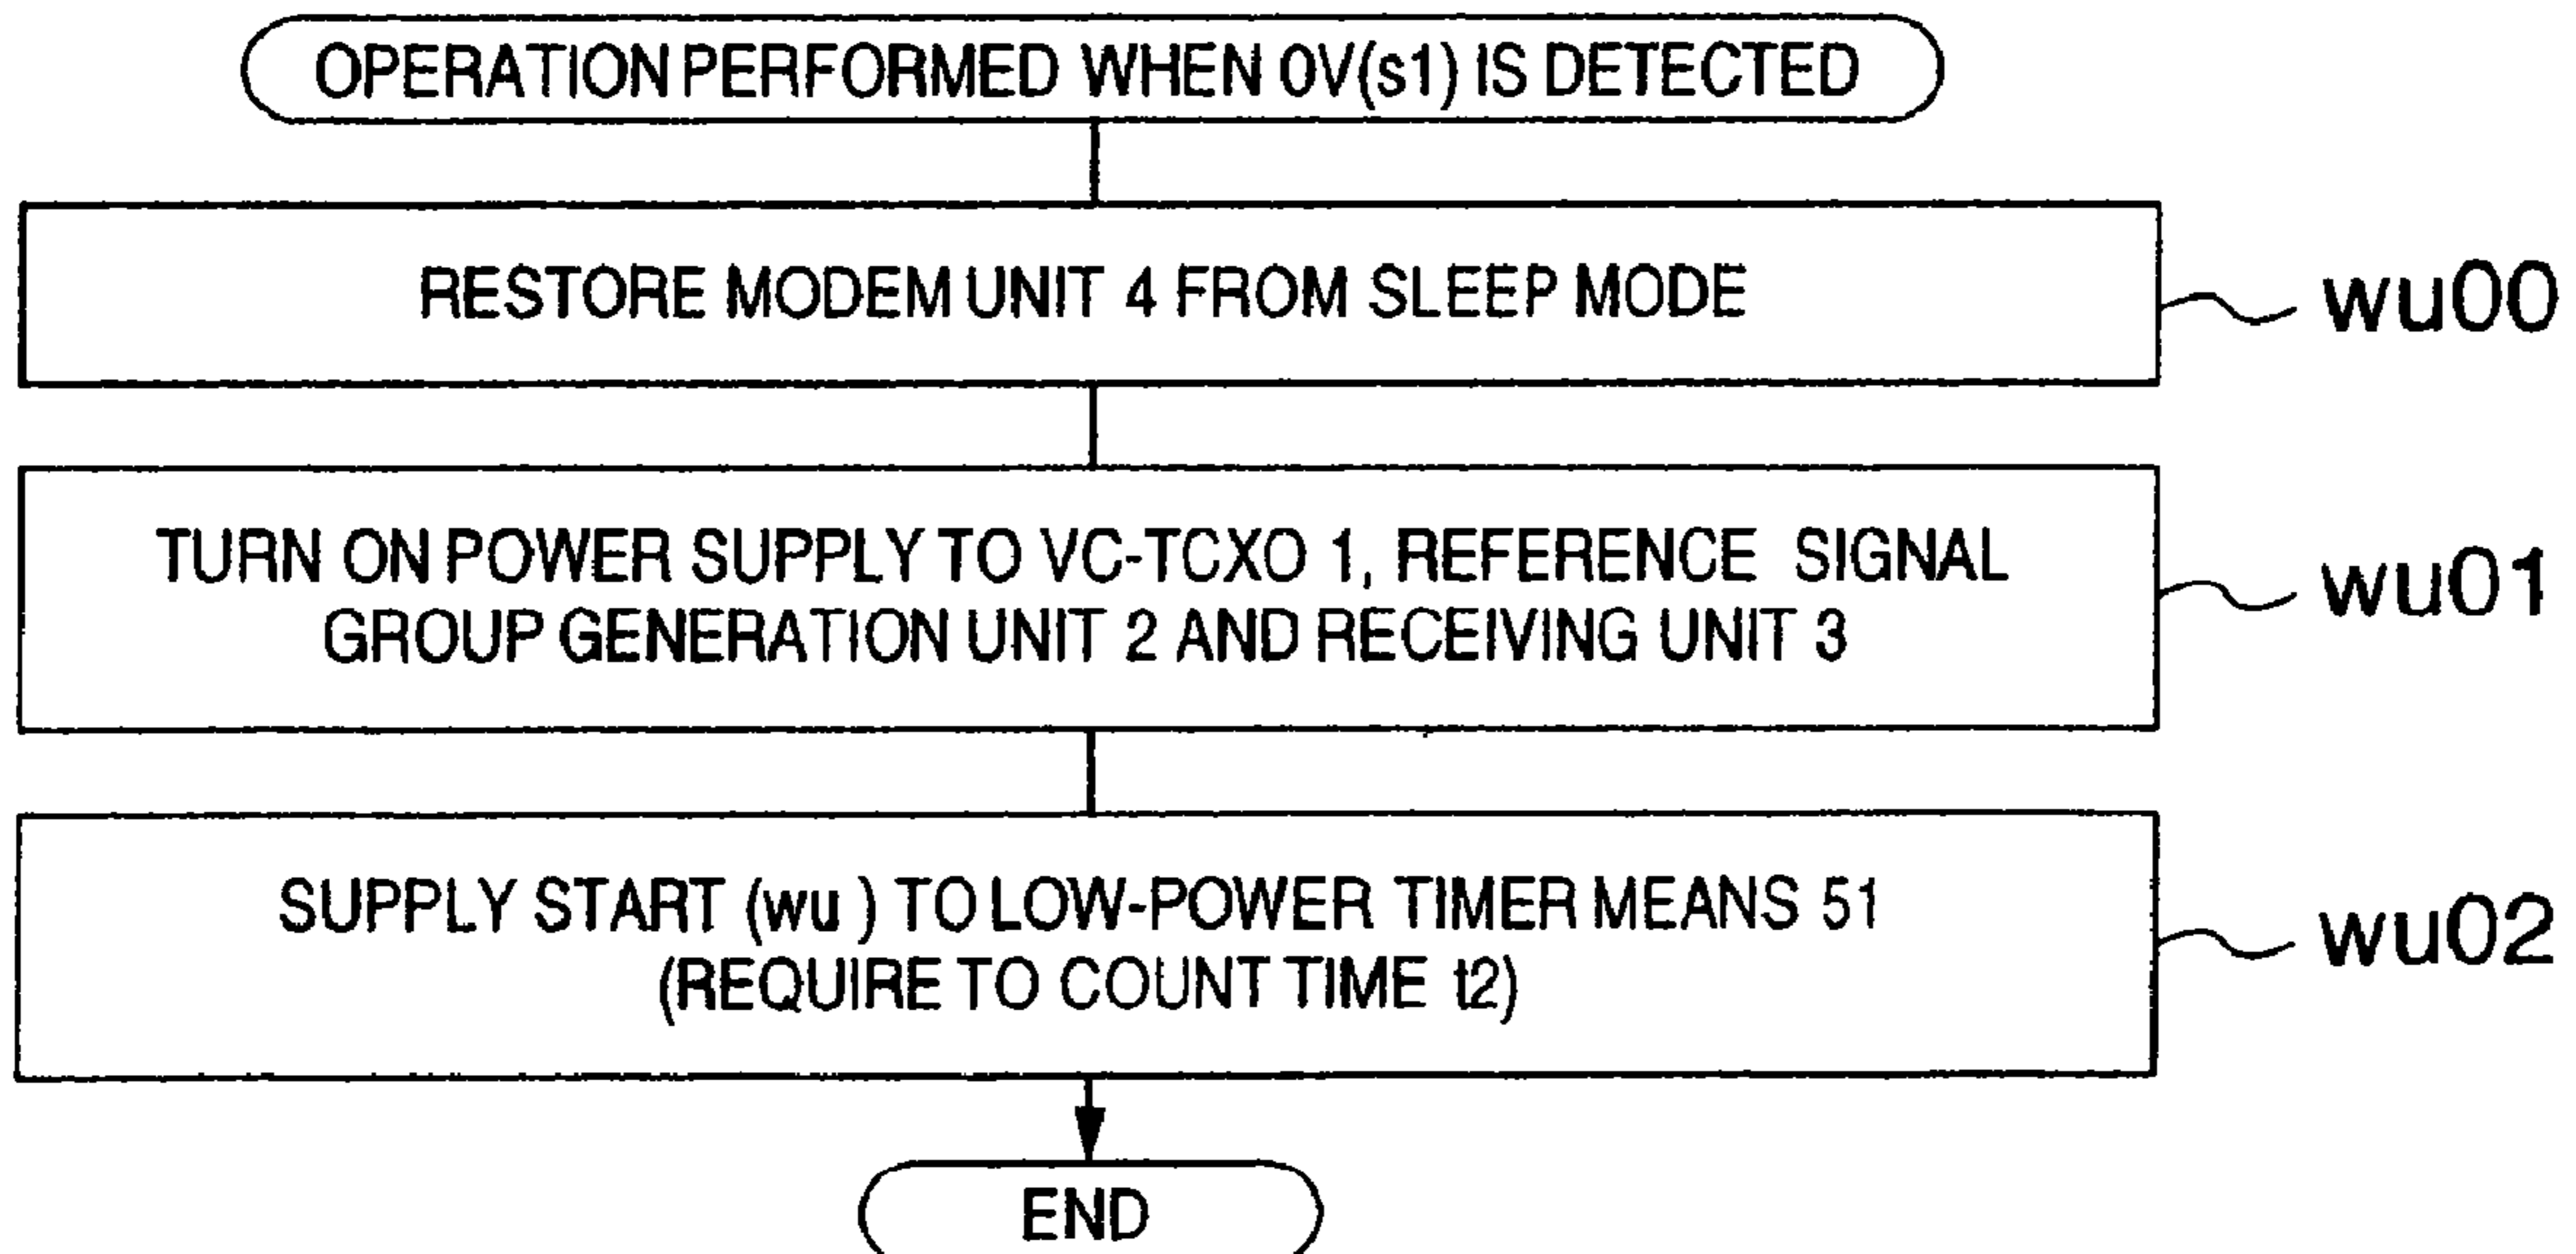 OPERATION PERFORMED WHEN 0V(s1) IS DETECTED
RESTORE MODEM UNIT 4 FROM SLEEP MODE
wu00
TURN ON POWER SUPPLY TO VC-TCXO 1, REFERENCE SIGNAL
GROUP GENERATION UNIT 2 AND RECEIVING UNIT 3
wu01
SUPPLY START (wu ) TO LOW-POWER TIMER MEANS 51
(REQUIRE TO COUNT TIME t2)
wu02
END